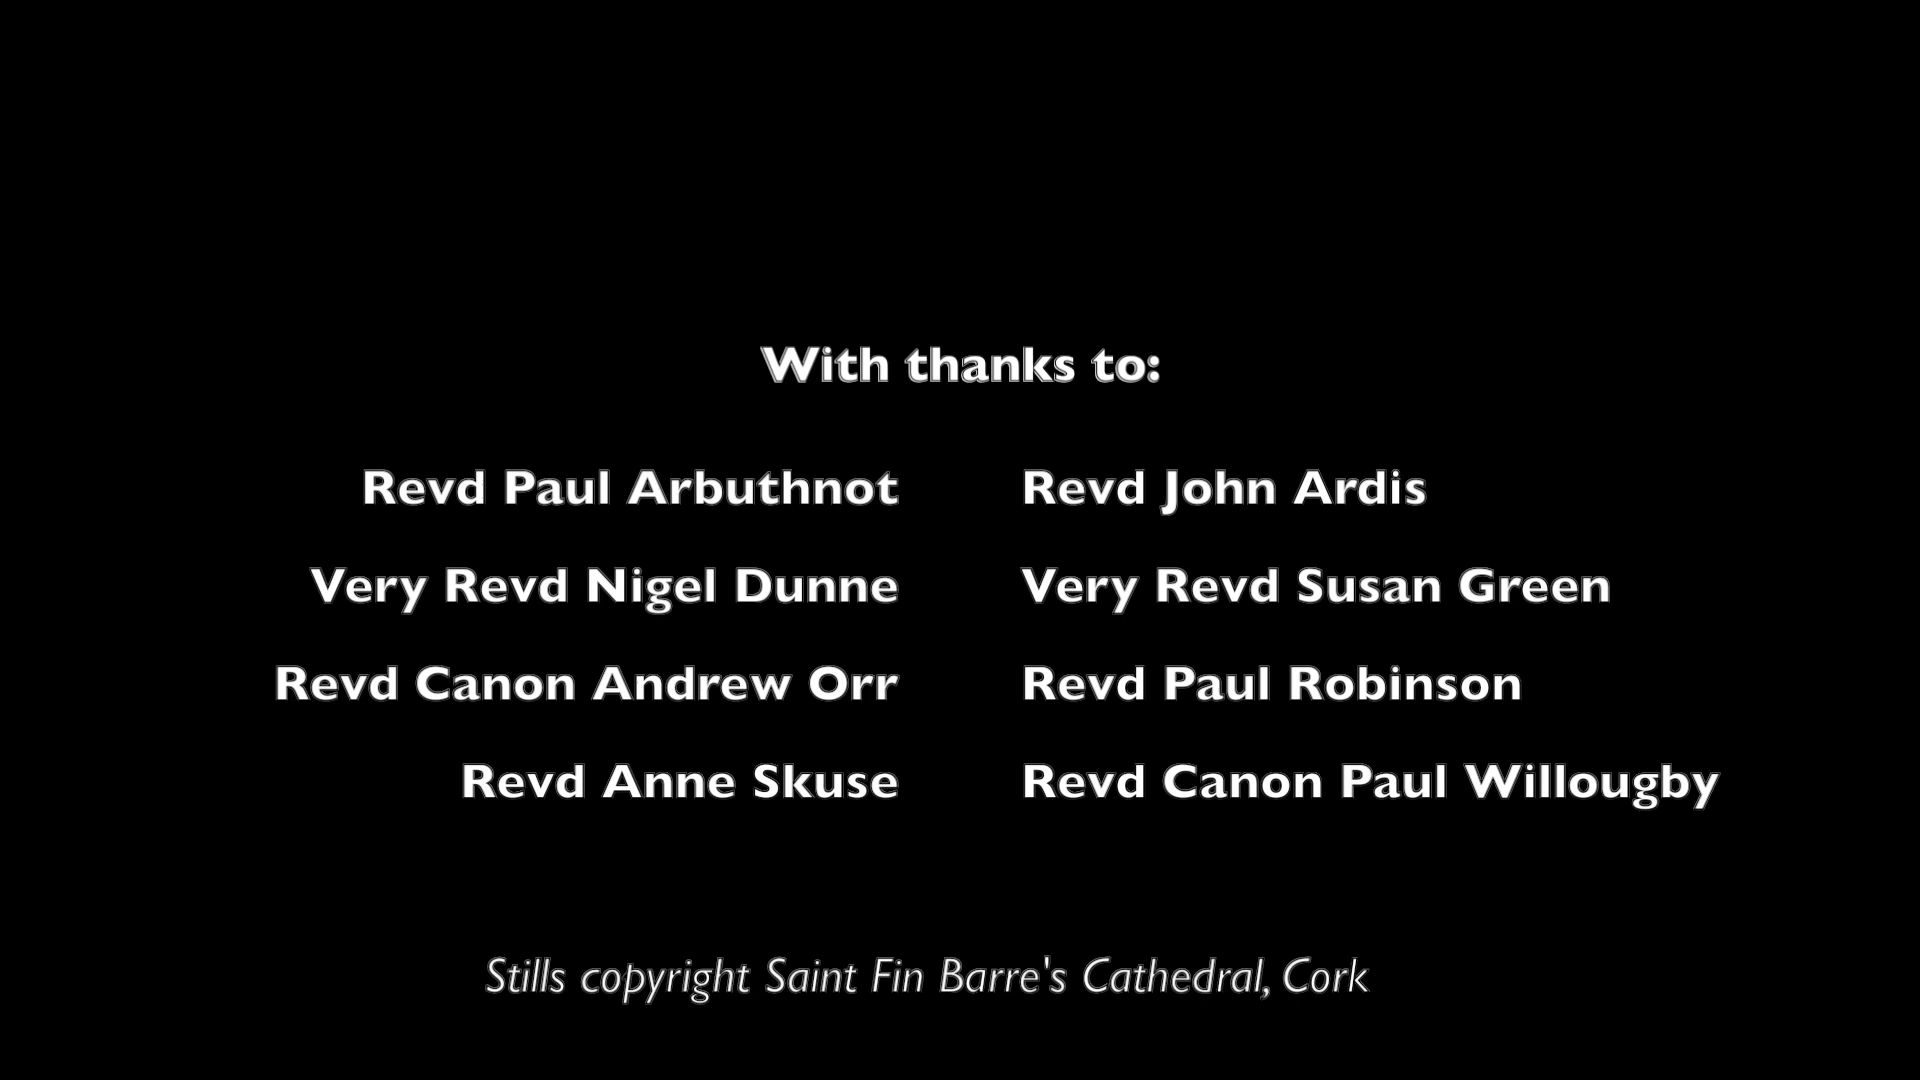 With thanks to:
Revd Paul Arbuthnot Revd John Ardis
Very Revd Nigel Dunne Very Revd Susan Green
Revd Canon Andrew Orr Revd Paul Robinson
Revd Anne Skuse Revd Canon Paul Willougby
Stills copyright Saint Fin Barre's Cathedral, Cork